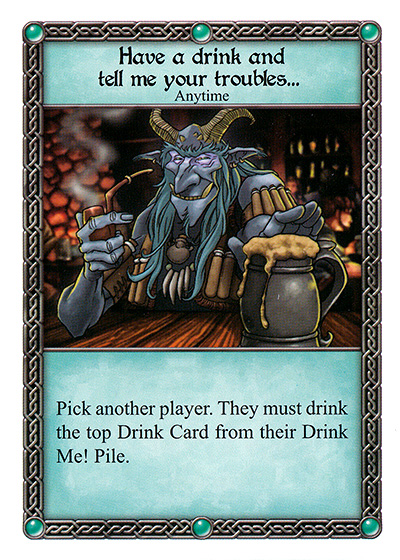 Have a drink and
tell me your troubles...
Anytime
Pick another player. They must drink
the top Drink Card from their Drink
Me! Pile.